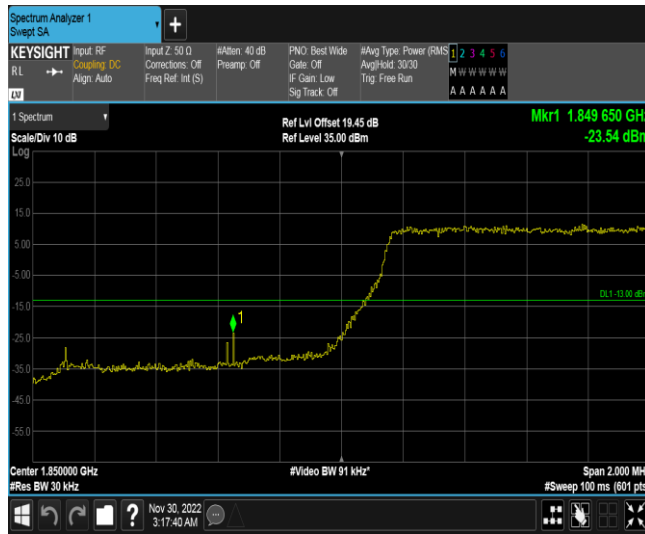 Spectrum Analyzer 1
Swept SA
+
KEYSIGHT
RL
LXI
Input: RF
Coupling: DC
Align: Auto
Input Z: 50 Ω
Corrections: Off
Freq Ref: Int (S)
#Atten: 40 dB
Preamp: Off
PNO: Best Wide
Gate: Off
IF Gain: Low
Sig Track: Off
#Avg Type: Power (RMS
Avg|Hold: 30/30
Trig: Free Run
1 2 3 4 5 6
M W W W W W
A A A A A A
1 Spectrum
Scale/Div 10 dB
Log
Ref Lvl Offset 19.45 dB
Ref Level 35.00 dBm
Mkr1 1.849 650 GH
-23.54 dBm
25.0
15.0
5.00
-5.00
-15.0
-25.0
-35.0
-45.0
-55.0
1
DL1 -13.00 dB
Center 1.850000 GHz
#Res BW 30 kHz
#Video BW 91 kHz*
Span 2.000 MH
#Sweep 100 ms (601 pts
?
Nov 30, 2022
3:17:40 AM